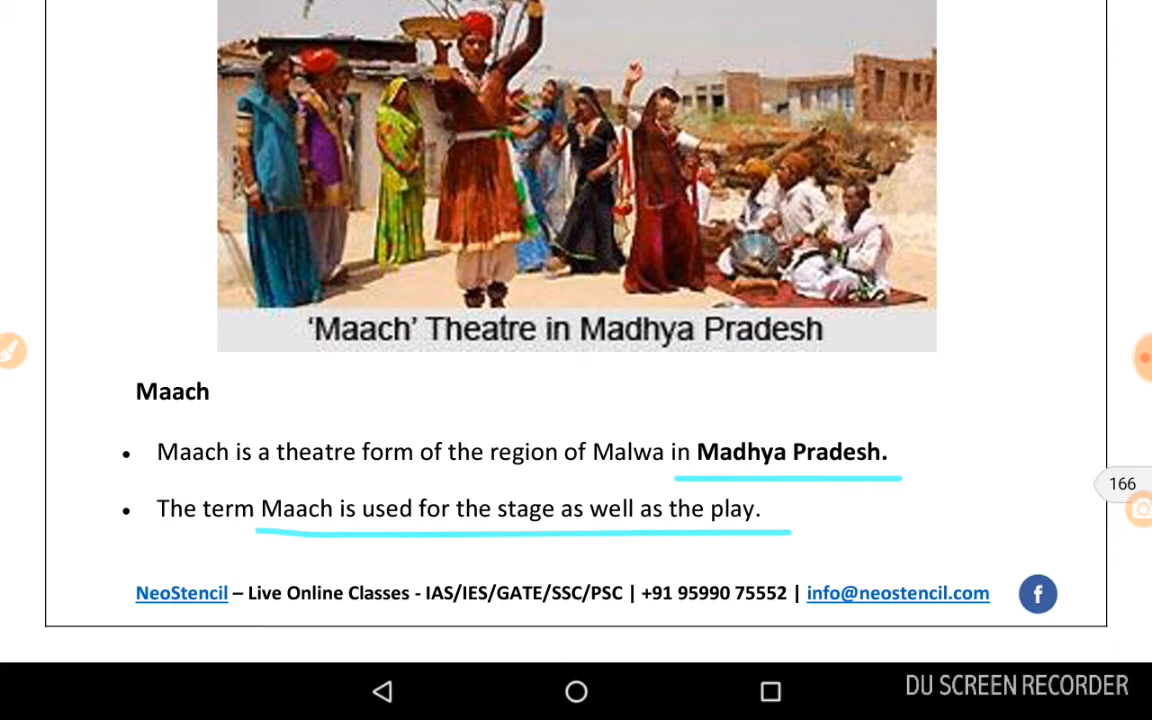 'Maach' Theatre in Madhya Pradesh
Maach
• Maach is a theatre form of the region of Malwa in Madhya Pradesh.
• The term Maach is used for the stage as well as the play.
166
NeoStencil – Live Online Classes - IAS/IES/GATE/SSC/PSC | +91 95990 75552 | info@neostencil.com
f
DU SCREEN RECORDER